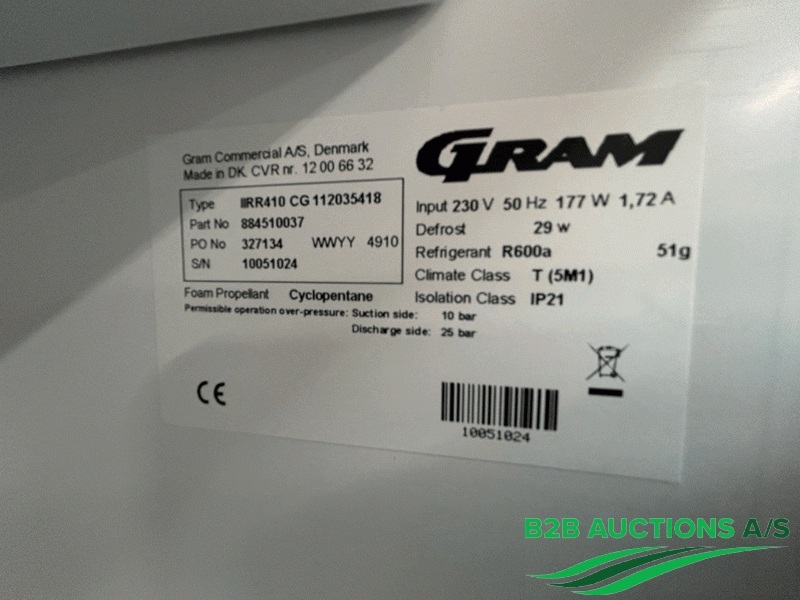 Gram Commercial A/S, Denmark
Made in DK. CVR nr. 12 00 66 32
GRAM
Type IIRR410 CG 112035418
Part No 884510037
PO No 327134 WWYY 4910
S/N 10051024
Input 230 V 50 Hz 177 W 1,72 A
Defrost 29 w
Refrigerant R600a 51g
Climate Class T (5M1)
Isolation Class IP21
Foam Propellant Cyclopentane
Permissible operation over-pressure: Suction side: 10 bar
Discharge side: 25 bar
CE
10051024
B2B AUCTIONS A/S